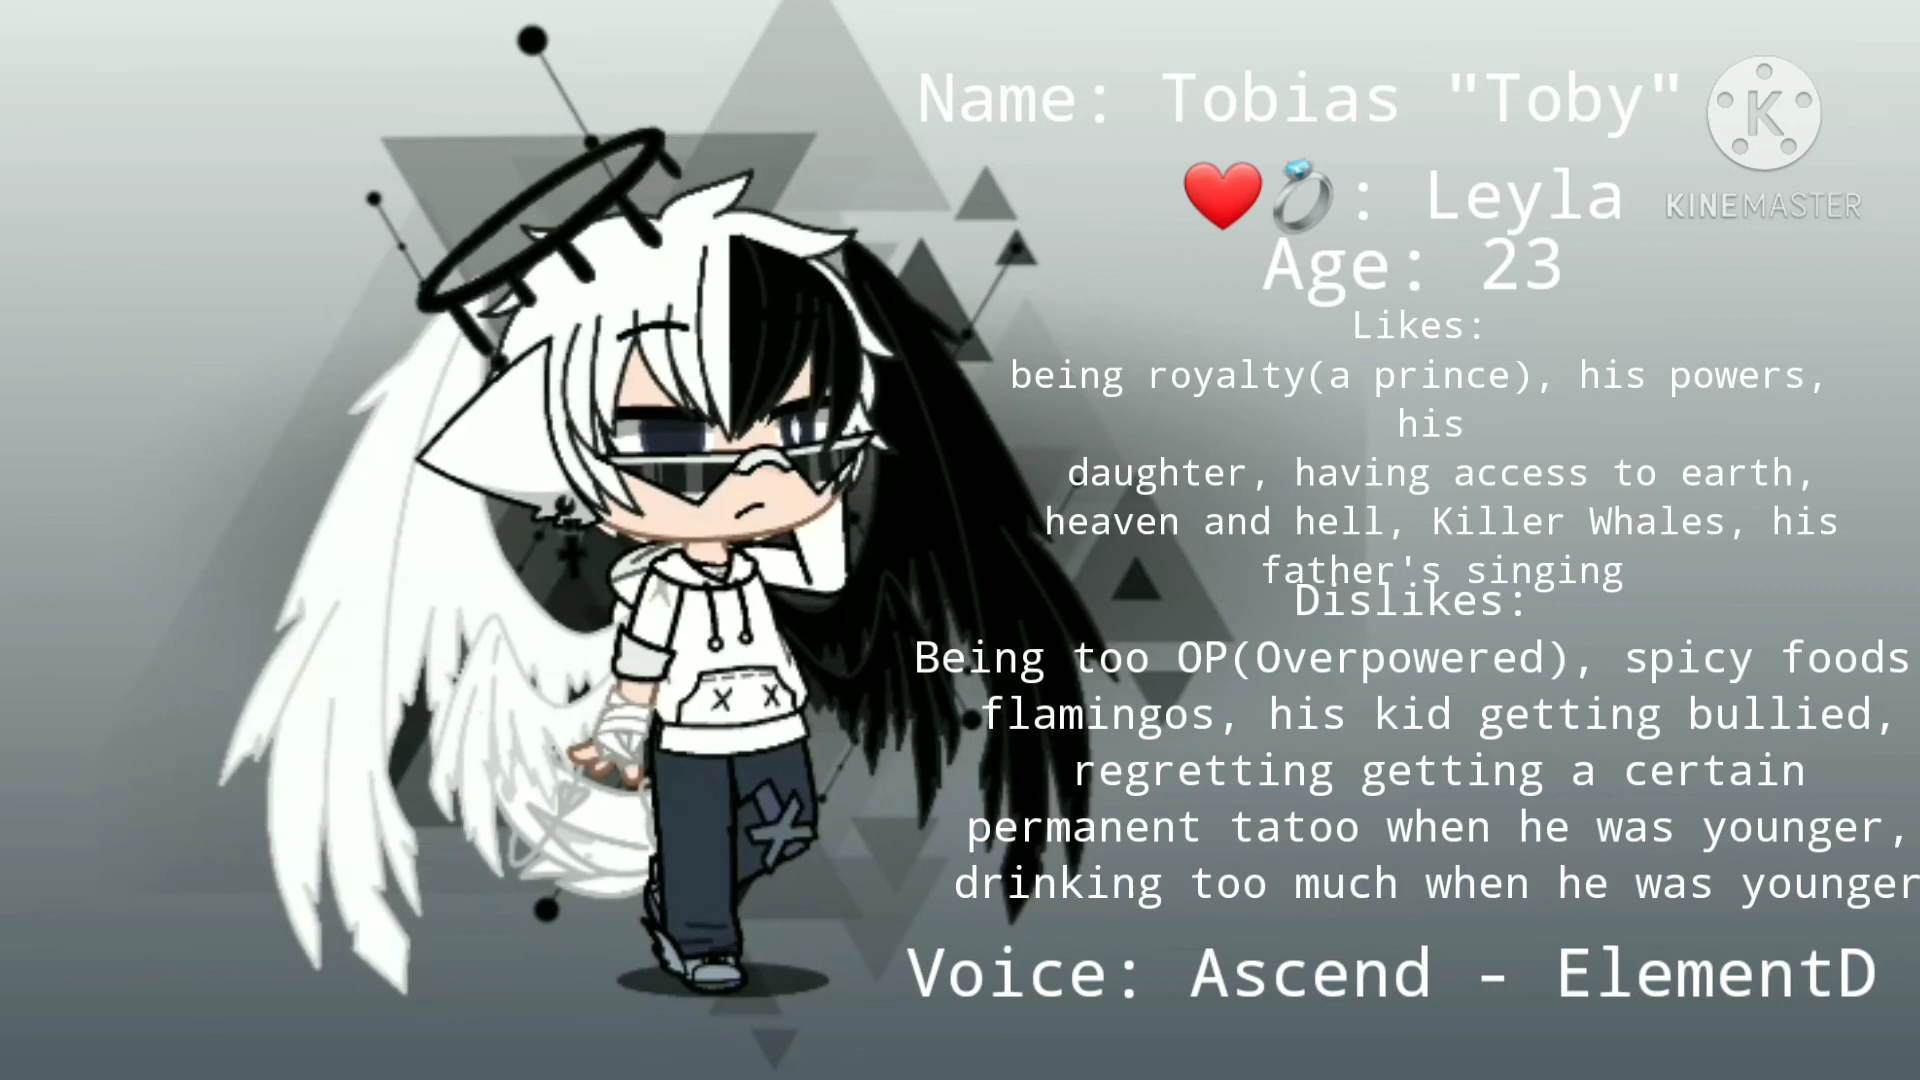 Name: Tobias "Toby"
K
KINEMASTER
❤️💍: Leyla
Age: 23
Likes:
being royalty(a prince), his powers,
his
daughter, having access to earth,
heaven and hell, Killer Whales, his
father's singing
Dislikes:
Being too OP(Overpowered), spicy foods
flamingos, his kid getting bullied,
regretting getting a certain
permanent tatoo when he was younger,
drinking too much when he was younger
Voice: Ascend - ElementD